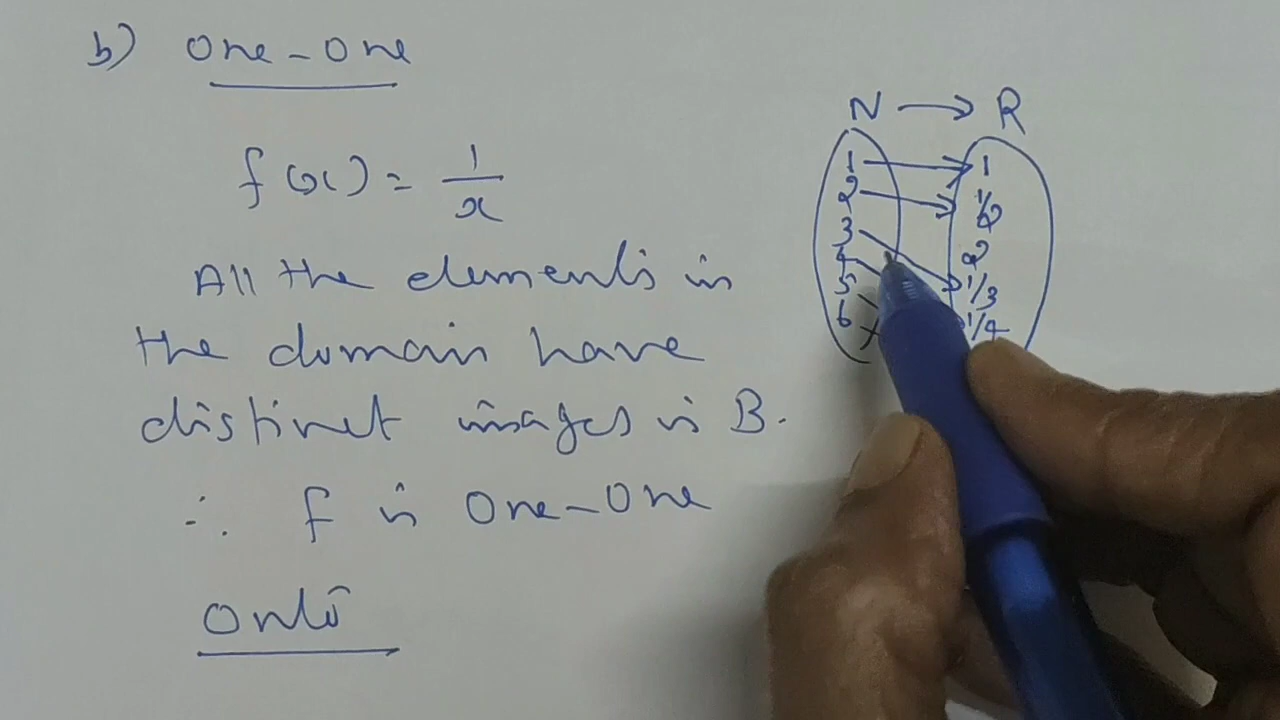 b) One-One
f(x) = 1/x
All the elements in
the domain have
distinct images in B.
∴ f is One-One
Onto
N → R
1 1
2 1/2
3 2
4 1/3
5 1/4
6